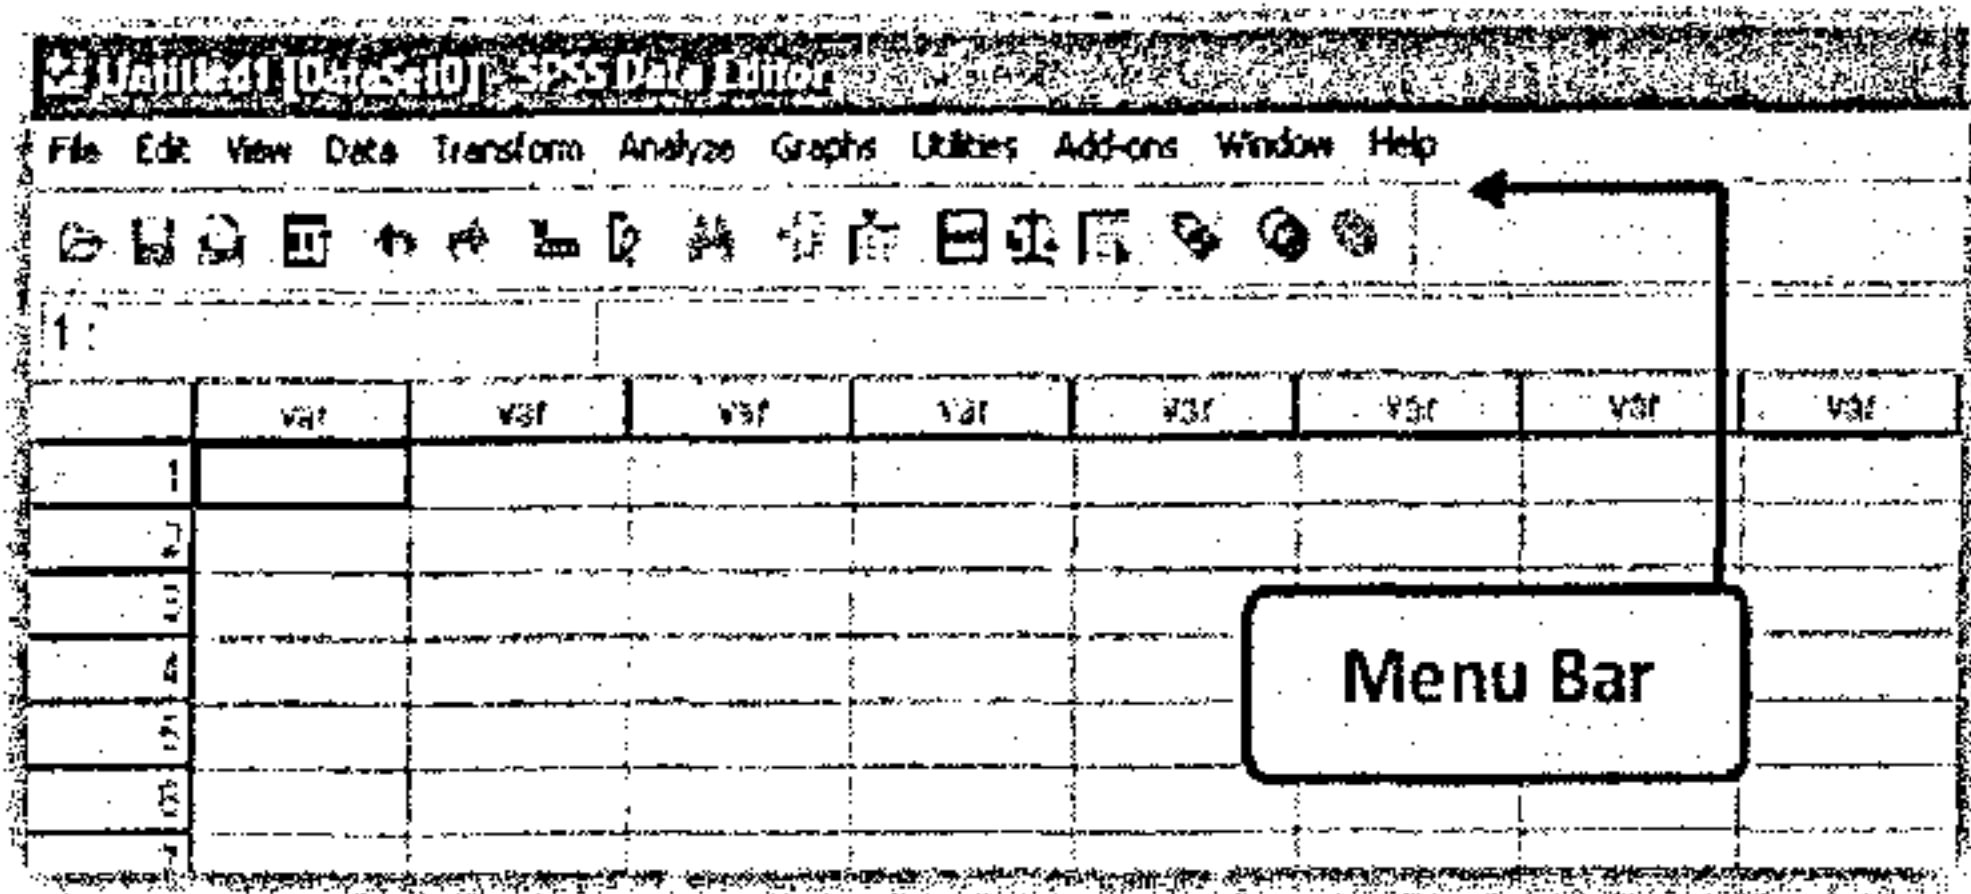 Untitled1 [DataSet0] - SPSS Data Editor
File Edit View Data Transform Analyze Graphs Utilities Add-ons Window Help
1 :
var var var var var var var var
1
2
3
4
5
6
7
Menu Bar